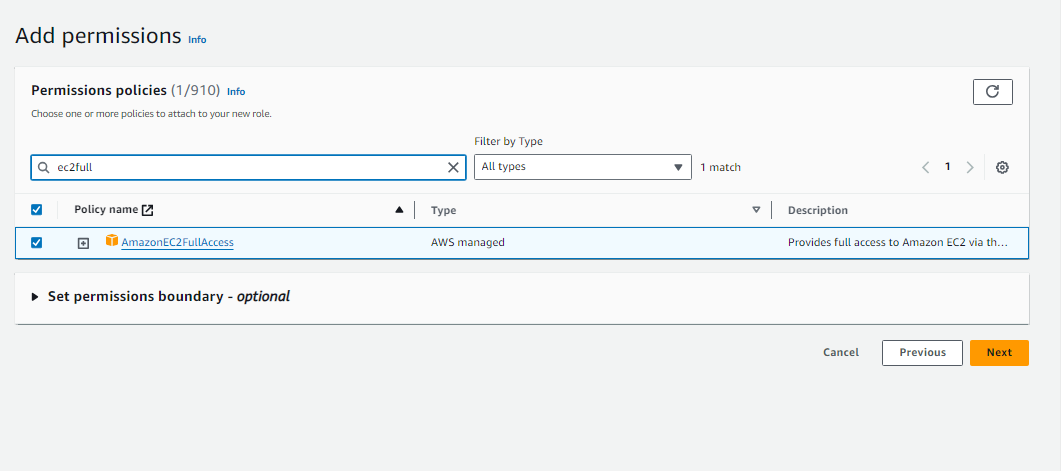 Add permissions Info
Permissions policies (1/910) Info
Choose one or more policies to attach to your new role.
Filter by Type
ec2full
All types
1 match
1
Policy name
Type
Description
AmazonEC2FullAccess
AWS managed
Provides full access to Amazon EC2 via th...
Set permissions boundary - optional
Cancel
Previous
Next